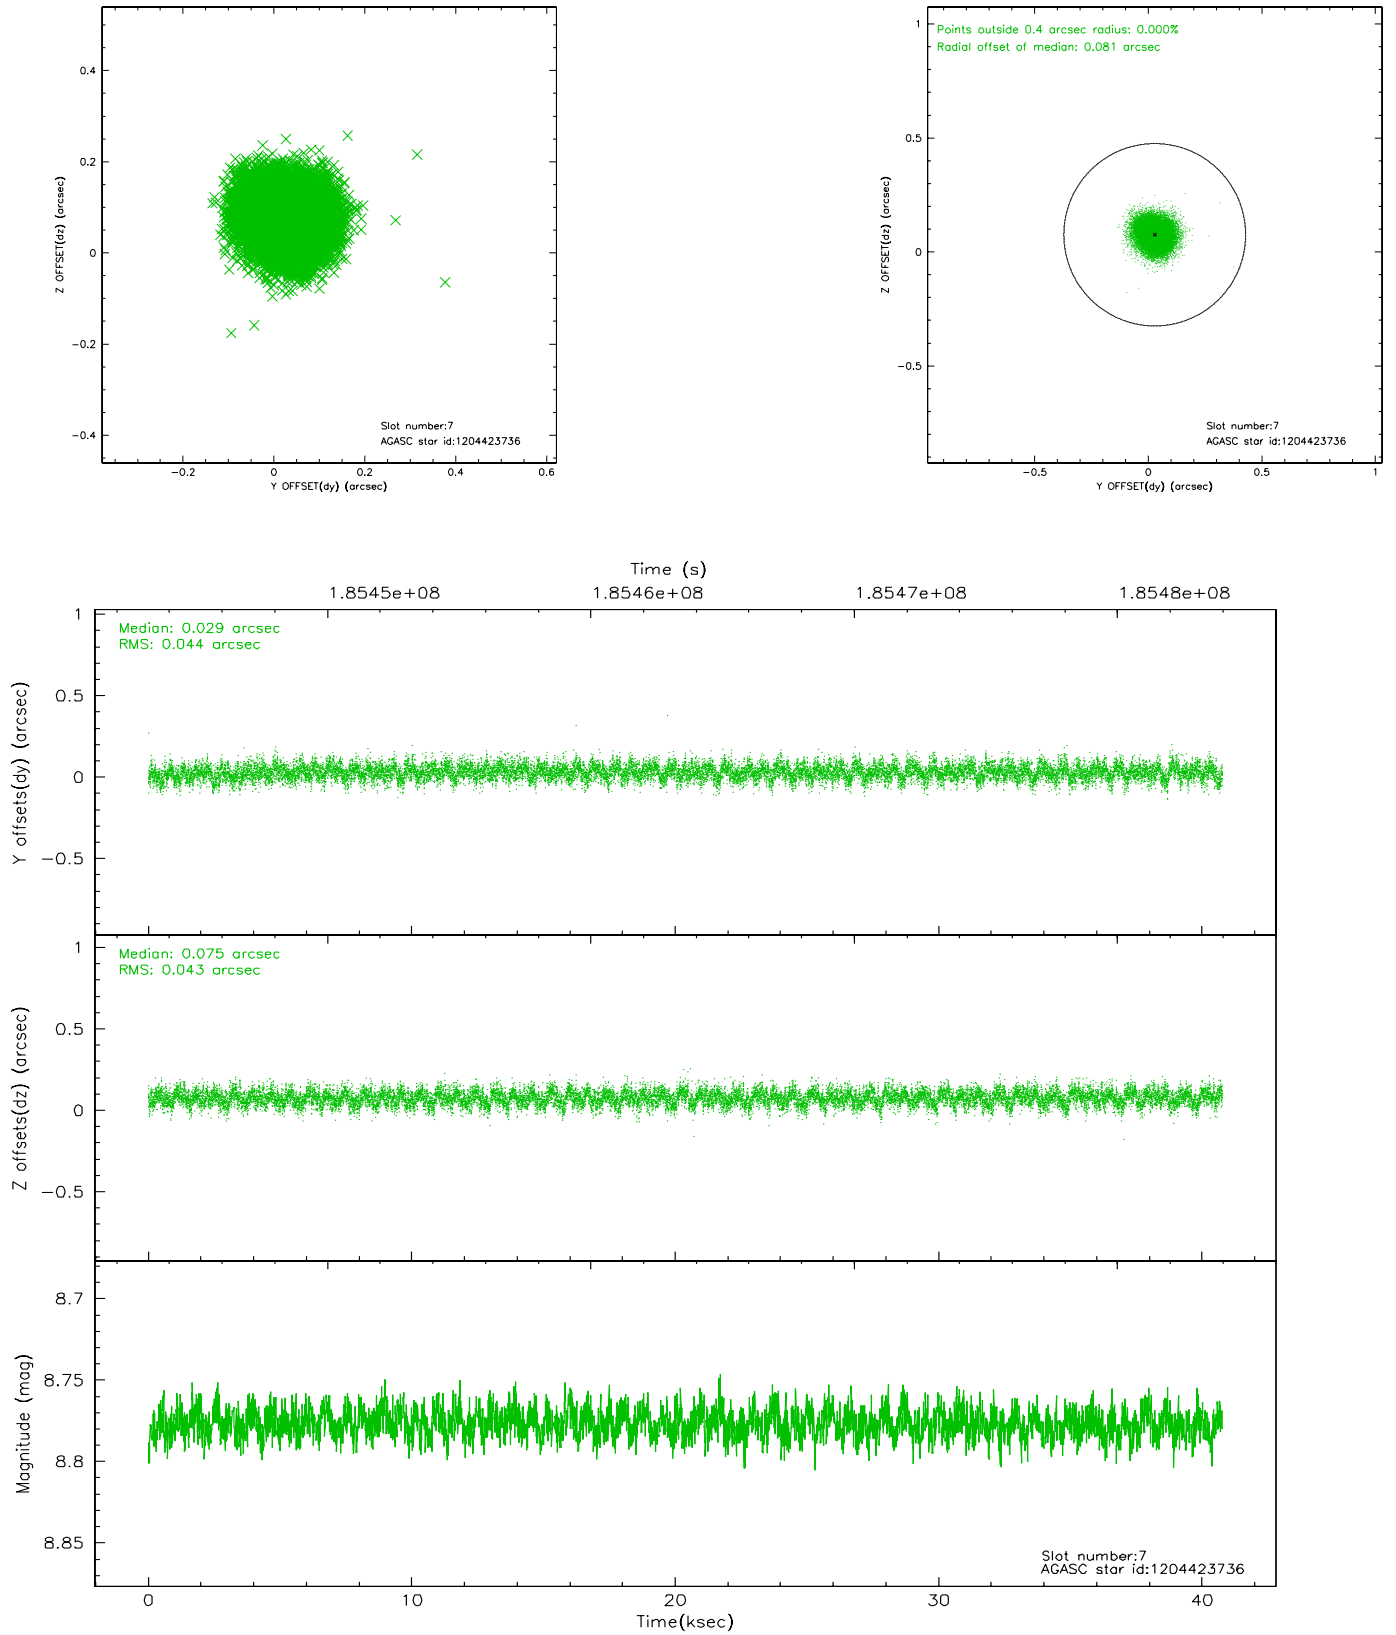 0.4
0.2
0
−0.2
−0.4
Z OFFSET(dz) (arcsec)
Slot number:7
AGASC star id:1204423736
−0.2 0 0.2 0.4 0.6
Y OFFSET(dy) (arcsec)
Points outside 0.4 arcsec radius: 0.000%
Radial offset of median: 0.081 arcsec
1
0.5
0
−0.5
Z OFFSET(dz) (arcsec)
Slot number:7
AGASC star id:1204423736
−0.5 0 0.5 1
Y OFFSET(dy) (arcsec)
Time (s)
1.8545e+08 1.8546e+08 1.8547e+08 1.8548e+08
Median: 0.029 arcsec
RMS: 0.044 arcsec
1
0.5
0
−0.5
Y offsets(dy) (arcsec)
Median: 0.075 arcsec
RMS: 0.043 arcsec
1
0.5
0
−0.5
Z offsets(dz) (arcsec)
8.7
8.75
8.8
8.85
Magnitude (mag)
Slot number:7
AGASC star id:1204423736
0 10 20 30 40
Time(ksec)